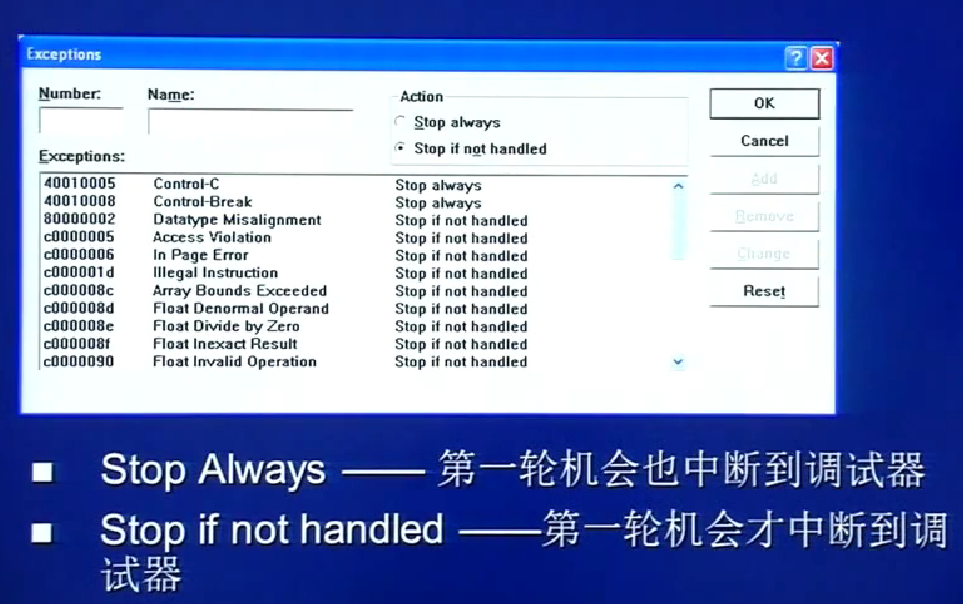 Exceptions
Number:
Name:
Action
Stop always
Stop if not handled
OK
Cancel
Add
Remove
Change
Reset
Exceptions:
40010005 Control-C Stop always
40010008 Control-Break Stop always
80000002 Datatype Misalignment Stop if not handled
c0000005 Access Violation Stop if not handled
c0000006 In Page Error Stop if not handled
c000001d Illegal Instruction Stop if not handled
c000008c Array Bounds Exceeded Stop if not handled
c000008d Float Denormal Operand Stop if not handled
c000008e Float Divide by Zero Stop if not handled
c000008f Float Inexact Result Stop if not handled
c0000090 Float Invalid Operation Stop if not handled
■ Stop Always —— 第一轮机会也中断到调试器
■ Stop if not handled ——第一轮机会才中断到调
试器